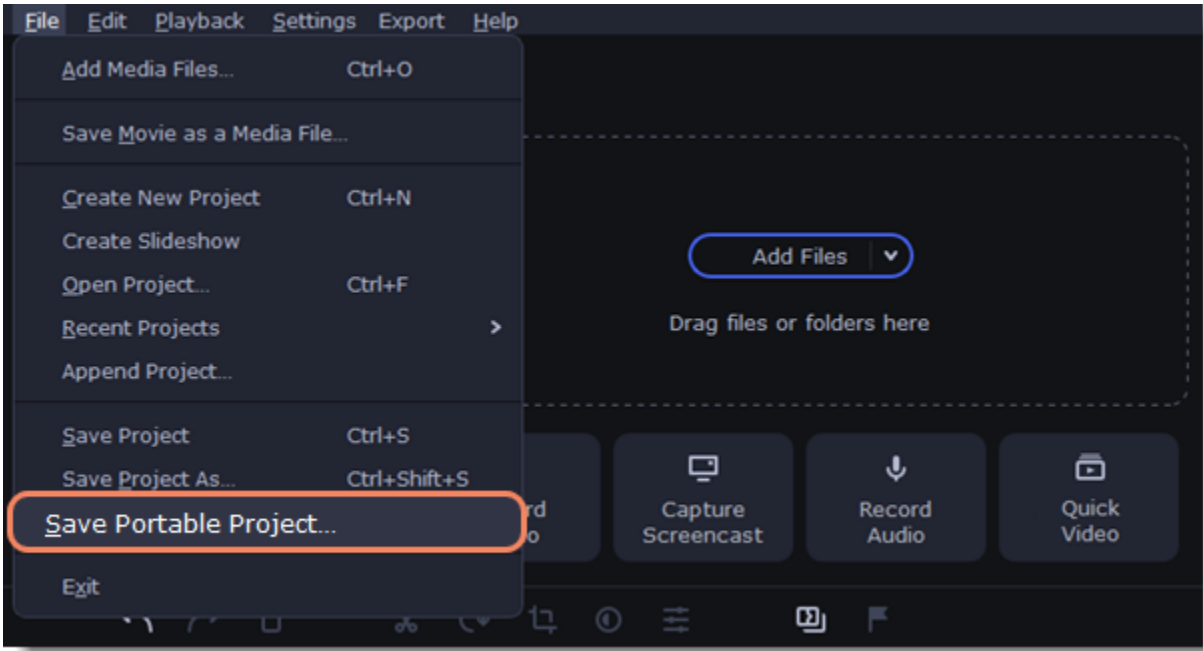 File Edit Playback Settings Export Help
Add Media Files... Ctrl+O
Save Movie as a Media File...
Create New Project Ctrl+N
Create Slideshow
Open Project... Ctrl+F
Recent Projects
Append Project...
Save Project Ctrl+S
Save Project As... Ctrl+Shift+S
Save Portable Project...
Exit
Add Files
Drag files or folders here
Capture
Screencast
Record
Audio
Quick
Video